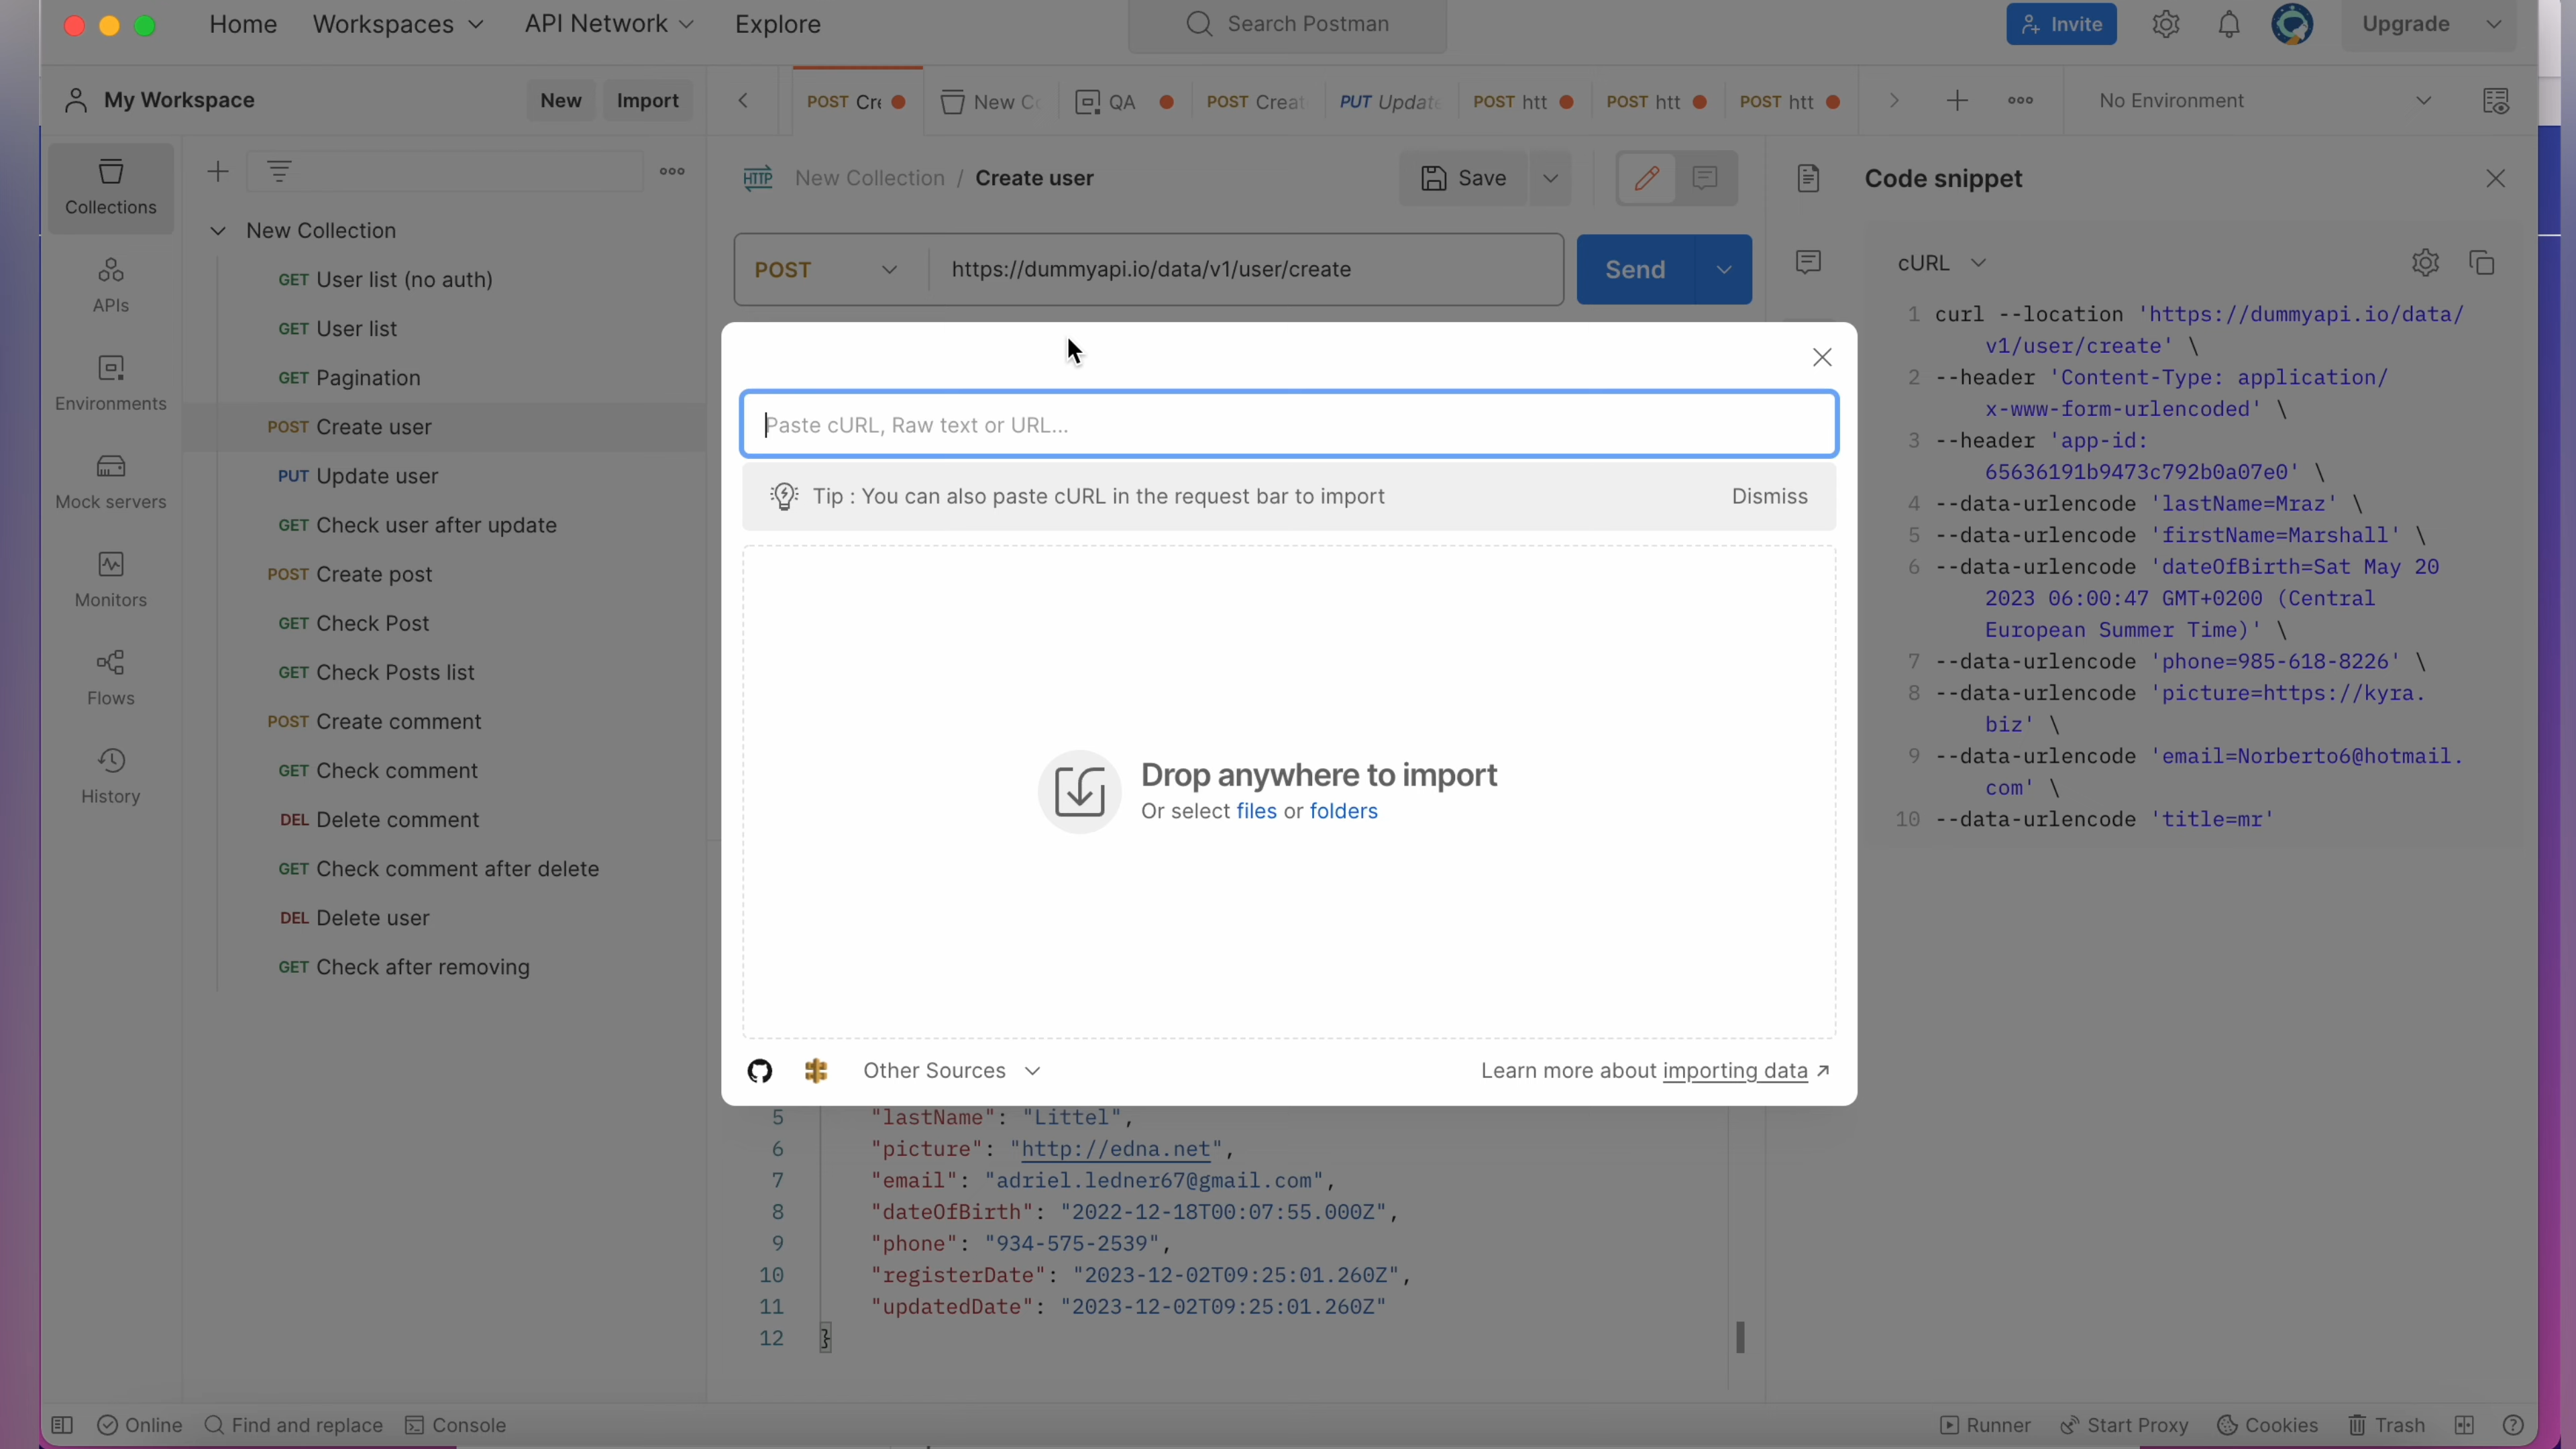 Home Workspaces API Network Explore Search Postman Invite Upgrade
My Workspace New Import POST Cre New Co QA POST Creat PUT Update POST htt POST htt POST htt No Environment
Collections
APIs
Environments
Mock servers
Monitors
Flows
History
New Collection
GET User list (no auth)
GET User list
GET Pagination
POST Create user
PUT Update user
GET Check user after update
POST Create post
GET Check Post
GET Check Posts list
POST Create comment
GET Check comment
DEL Delete comment
GET Check comment after delete
DEL Delete user
GET Check after removing
HTTP New Collection / Create user Save
POST https://dummyapi.io/data/v1/user/create Send
Paste cURL, Raw text or URL...
Tip : You can also paste cURL in the request bar to import Dismiss
Drop anywhere to import
Or select files or folders
Other Sources Learn more about importing data ↗
5 "lastName": "Littel",
6 "picture": "http://edna.net",
7 "email": "adriel.ledner67@gmail.com",
8 "dateOfBirth": "2022-12-18T00:07:55.000Z",
9 "phone": "934-575-2539",
10 "registerDate": "2023-12-02T09:25:01.260Z",
11 "updatedDate": "2023-12-02T09:25:01.260Z"
12 }
Code snippet
cURL
1 curl --location 'https://dummyapi.io/data/
v1/user/create' \
2 --header 'Content-Type: application/
x-www-form-urlencoded' \
3 --header 'app-id:
65636191b9473c792b0a07e0' \
4 --data-urlencode 'lastName=Mraz' \
5 --data-urlencode 'firstName=Marshall' \
6 --data-urlencode 'dateOfBirth=Sat May 20
2023 06:00:47 GMT+0200 (Central
European Summer Time)' \
7 --data-urlencode 'phone=985-618-8226' \
8 --data-urlencode 'picture=https://kyra.
biz' \
9 --data-urlencode 'email=Norberto6@hotmail.
com' \
10 --data-urlencode 'title=mr'
Online Find and replace Console Runner Start Proxy Cookies Trash